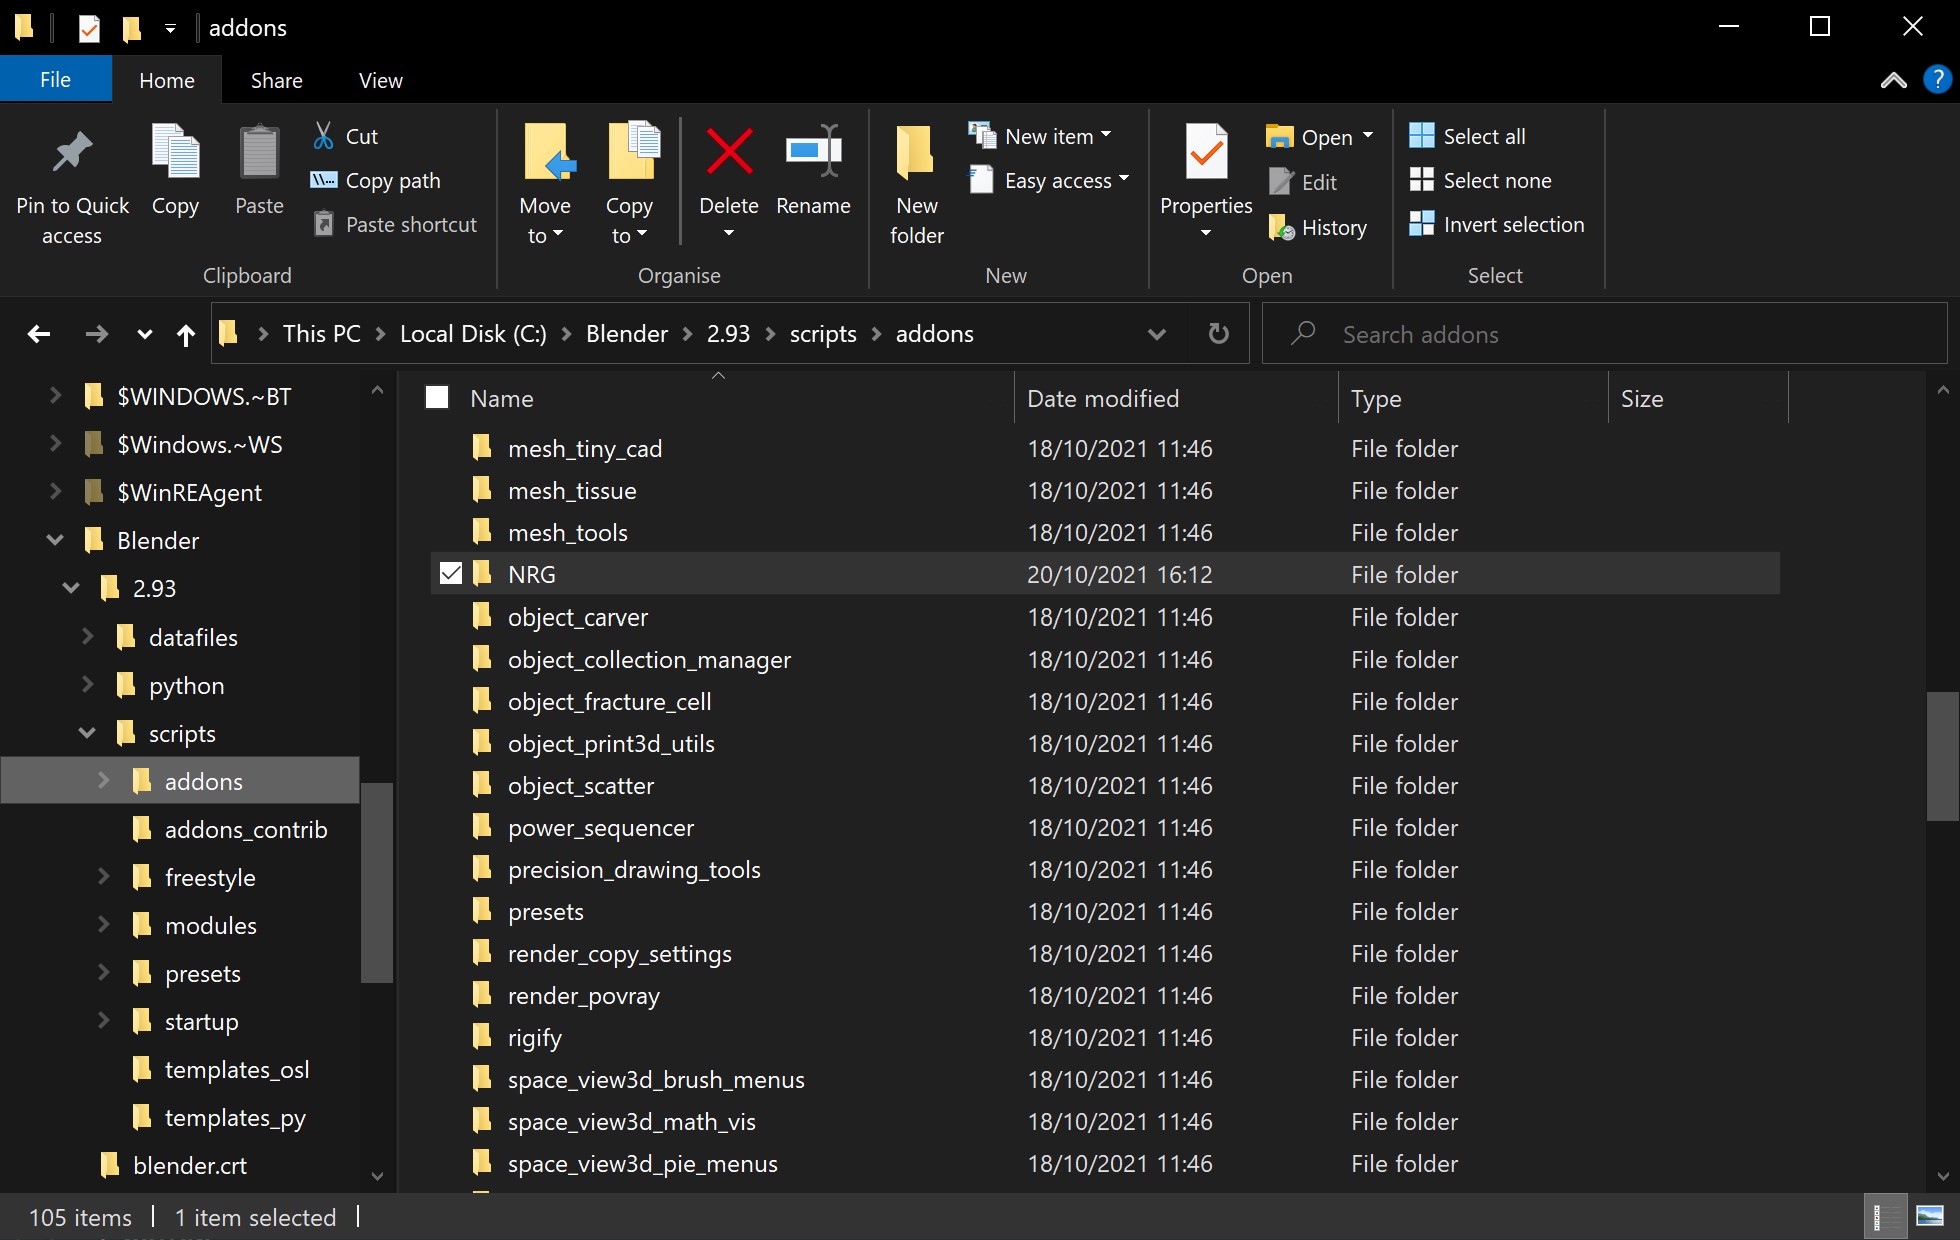 addons
File Home Share View
Pin to Quick access
Copy
Paste
Cut
Copy path
Paste shortcut
Clipboard
Move to
Copy to
Delete
Rename
Organise
New folder
New item
Easy access
New
Properties
Open
Edit
History
Open
Select all
Select none
Invert selection
Select
This PC > Local Disk (C:) > Blender > 2.93 > scripts > addons
Search addons
$WINDOWS.~BT
$Windows.~WS
$WinREAgent
Blender
2.93
datafiles
python
scripts
addons
addons_contrib
freestyle
modules
presets
startup
templates_osl
templates_py
blender.crt
Name Date modified Type Size
mesh_tiny_cad 18/10/2021 11:46 File folder
mesh_tissue 18/10/2021 11:46 File folder
mesh_tools 18/10/2021 11:46 File folder
NRG 20/10/2021 16:12 File folder
object_carver 18/10/2021 11:46 File folder
object_collection_manager 18/10/2021 11:46 File folder
object_fracture_cell 18/10/2021 11:46 File folder
object_print3d_utils 18/10/2021 11:46 File folder
object_scatter 18/10/2021 11:46 File folder
power_sequencer 18/10/2021 11:46 File folder
precision_drawing_tools 18/10/2021 11:46 File folder
presets 18/10/2021 11:46 File folder
render_copy_settings 18/10/2021 11:46 File folder
render_povray 18/10/2021 11:46 File folder
rigify 18/10/2021 11:46 File folder
space_view3d_brush_menus 18/10/2021 11:46 File folder
space_view3d_math_vis 18/10/2021 11:46 File folder
space_view3d_pie_menus 18/10/2021 11:46 File folder
105 items 1 item selected